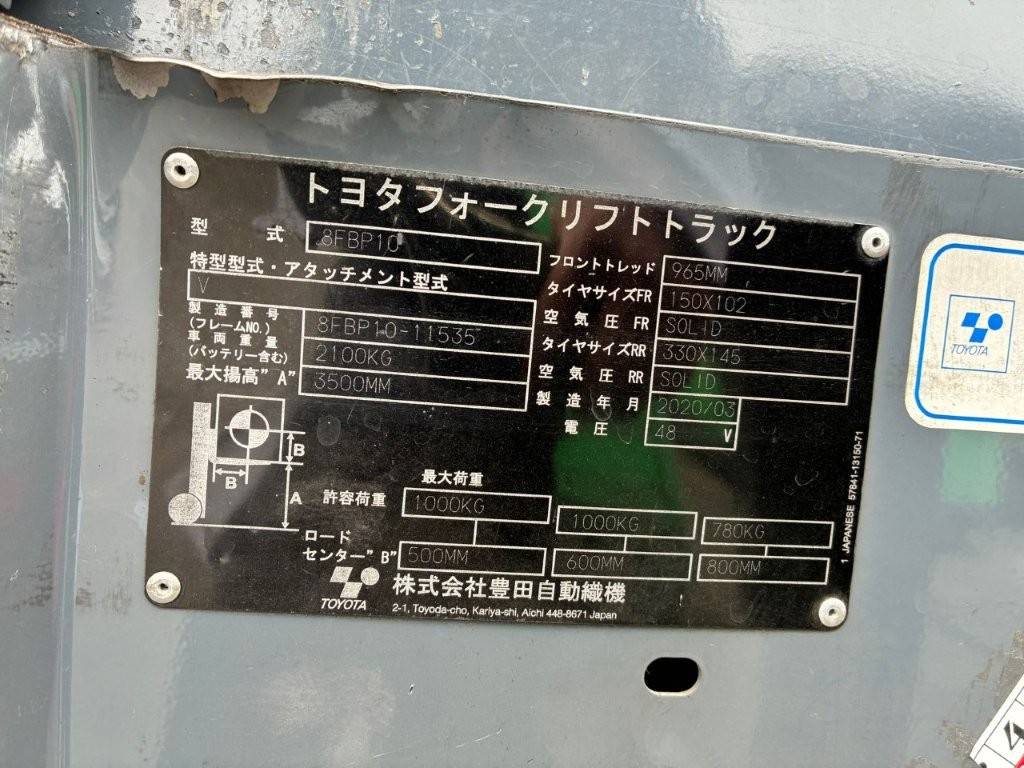 トヨタフォークリフトトラック
型式 8FBP10
特型型式・アタッチメント型式
V
製造番号
(フレームNO.) 8FBP10-11535
車両重量
(バッテリー含む) 2100KG
最大揚高"A" 3500MM
フロントトレッド 965MM
タイヤサイズFR 150X102
空気圧 FR SOLID
タイヤサイズRR 330X145
空気圧 RR SOLID
製造年月 2020/03
電圧 48 V
B
B
A
最大荷重
許容荷重 1000KG 1000KG 780KG
ロード
センター"B" 500MM 600MM 800MM
TOYOTA
株式会社豊田自動織機
2-1, Toyoda-cho, Kariya-shi, Aichi 448-8671 Japan
1 JAPANESE 57841-13150-71
TOYOTA
4